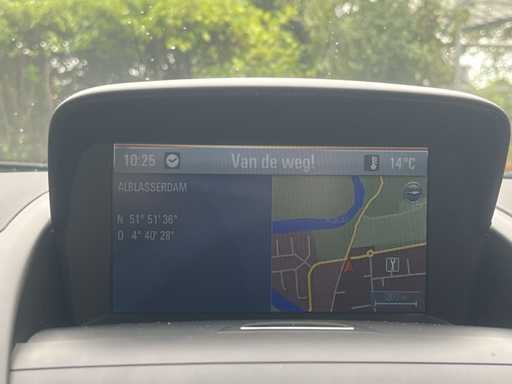 10:25 Van de weg! 14°C
ALBLASSERDAM
N 51° 51' 36"
O 4° 40' 28"